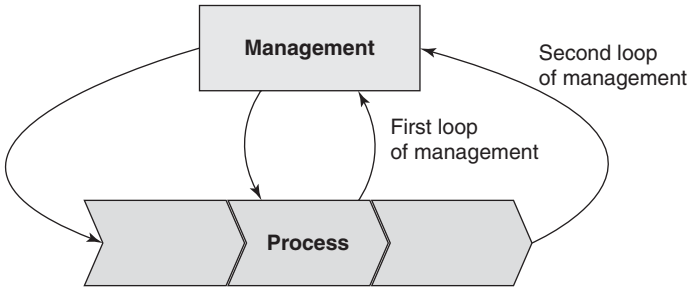 Management
Second loop
of management
First loop
of management
Process